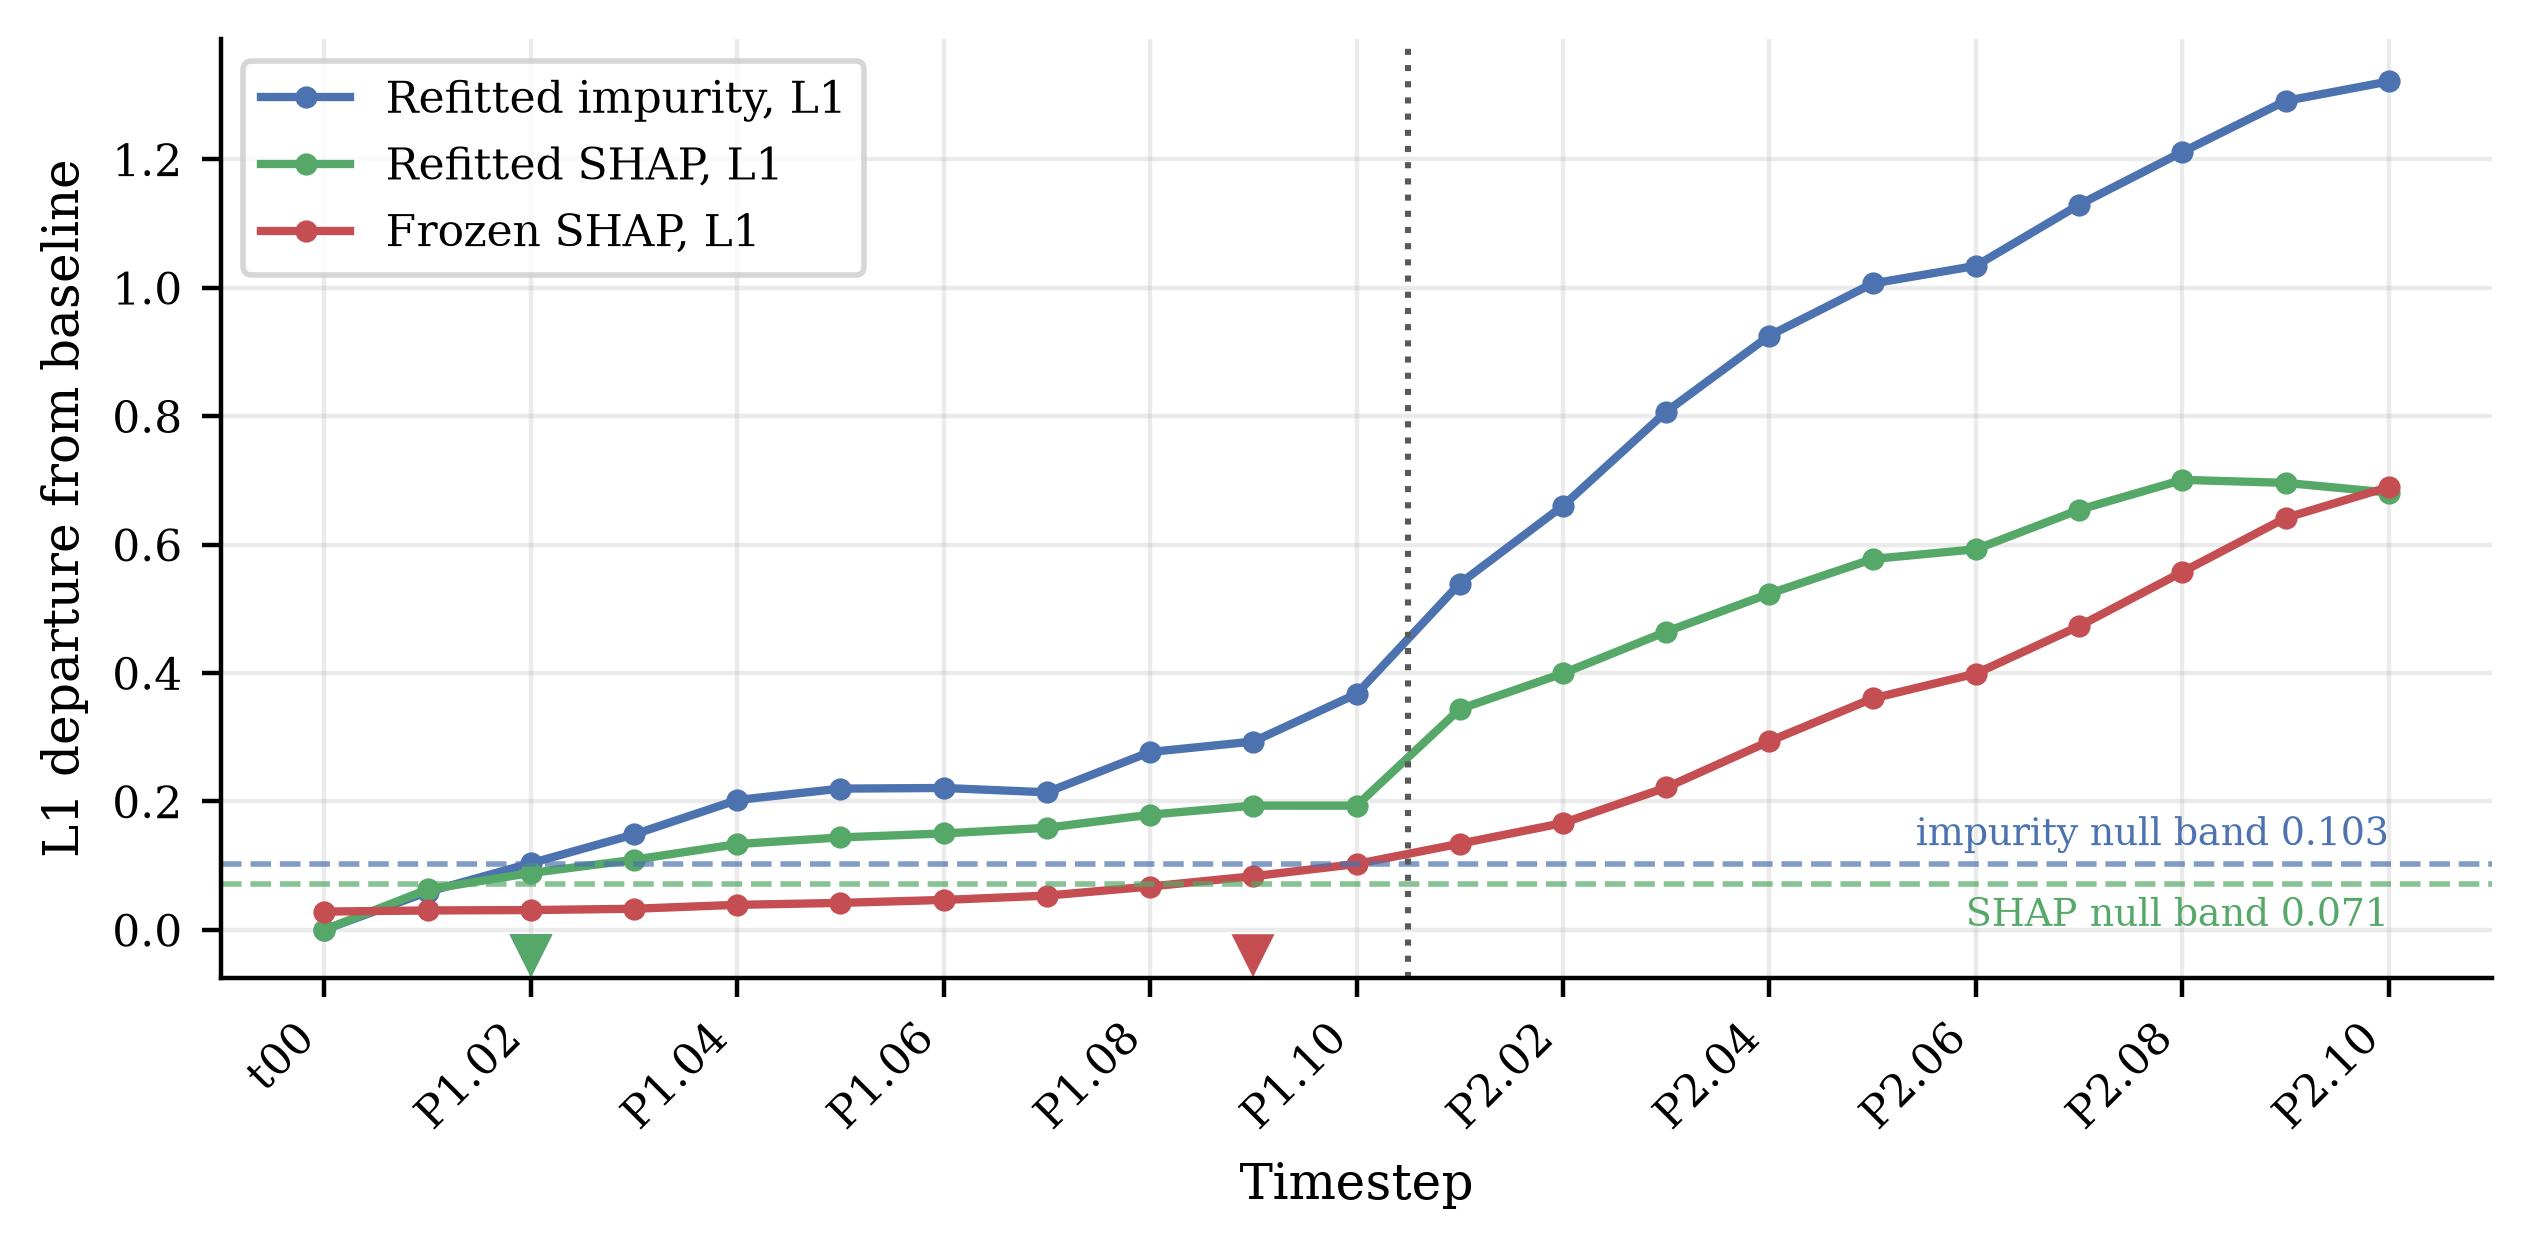 Refitted impurity, L1
Refitted SHAP, L1
Frozen SHAP, L1
L1 departure from baseline
1.2
1.0
0.8
0.6
0.4
0.2
0.0
impurity null band 0.103
SHAP null band 0.071
t00
P1.02
P1.04
P1.06
P1.08
P1.10
P2.02
P2.04
P2.06
P2.08
P2.10
Timestep